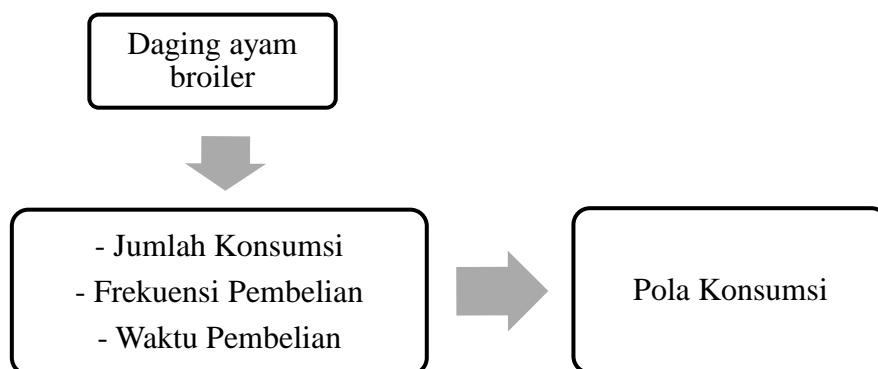 Daging ayam
broiler
- Jumlah Konsumsi
- Frekuensi Pembelian
- Waktu Pembelian
Pola Konsumsi